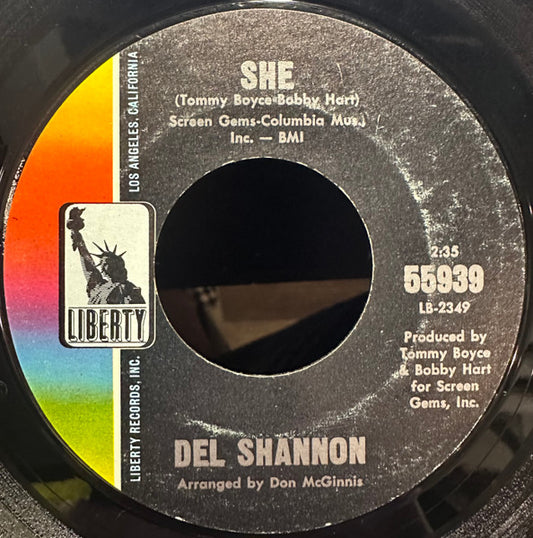 SHE
(Tommy Boyce-Bobby Hart)
Screen Gems-Columbia Mus.,
Inc. — BMI
LOS ANGELES, CALIFORNIA
LIBERTY
LIBERTY RECORDS, INC.
2:35
55939
LB-2349
Produced by
Tommy Boyce
& Bobby Hart
for Screen
Gems, Inc.
DEL SHANNON
Arranged by Don McGinnis